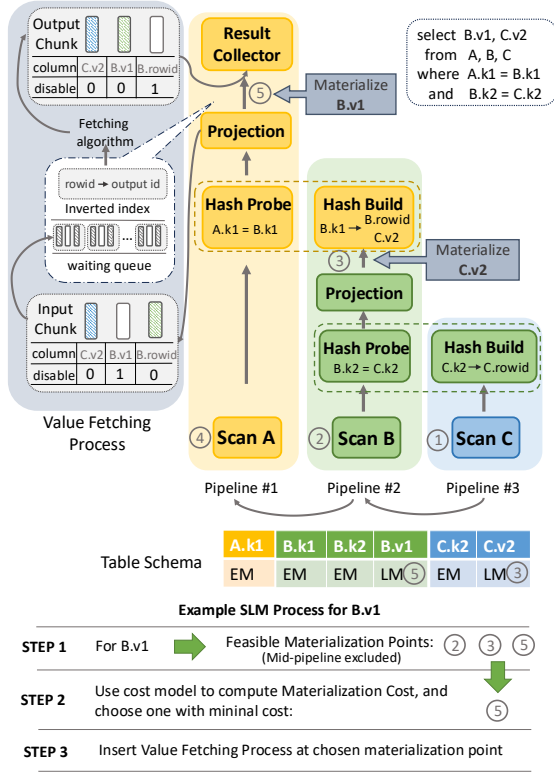 Output
Chunk
column C.v2 B.v1 B.rowid
disable 0 0 1
Fetching
algorithm
rowid → output id
Inverted index
...
waiting queue
Input
Chunk
column C.v2 B.v1 B.rowid
disable 0 1 0
Value Fetching
Process
Result
Collector
5
Materialize
B.v1
Projection
Hash Probe
A.k1 = B.k1
4
Scan A
Pipeline #1
Hash Build
B.k1 → B.rowid
C.v2
3
Materialize
C.v2
Projection
Hash Probe
B.k2 = C.k2
2
Scan B
Pipeline #2
Hash Build
C.k2 → C.rowid
1
Scan C
Pipeline #3
select B.v1, C.v2
from A, B, C
where A.k1 = B.k1
and B.k2 = C.k2
Table Schema
A.k1 B.k1 B.k2 B.v1 C.k2 C.v2
EM EM EM LM 5 EM LM 3
Example SLM Process for B.v1
STEP 1 For B.v1 Feasible Materialization Points: 2 3 5
(Mid-pipeline excluded)
STEP 2 Use cost model to compute Materialization Cost, and
choose one with mininal cost: 5
STEP 3 Insert Value Fetching Process at chosen materialization point